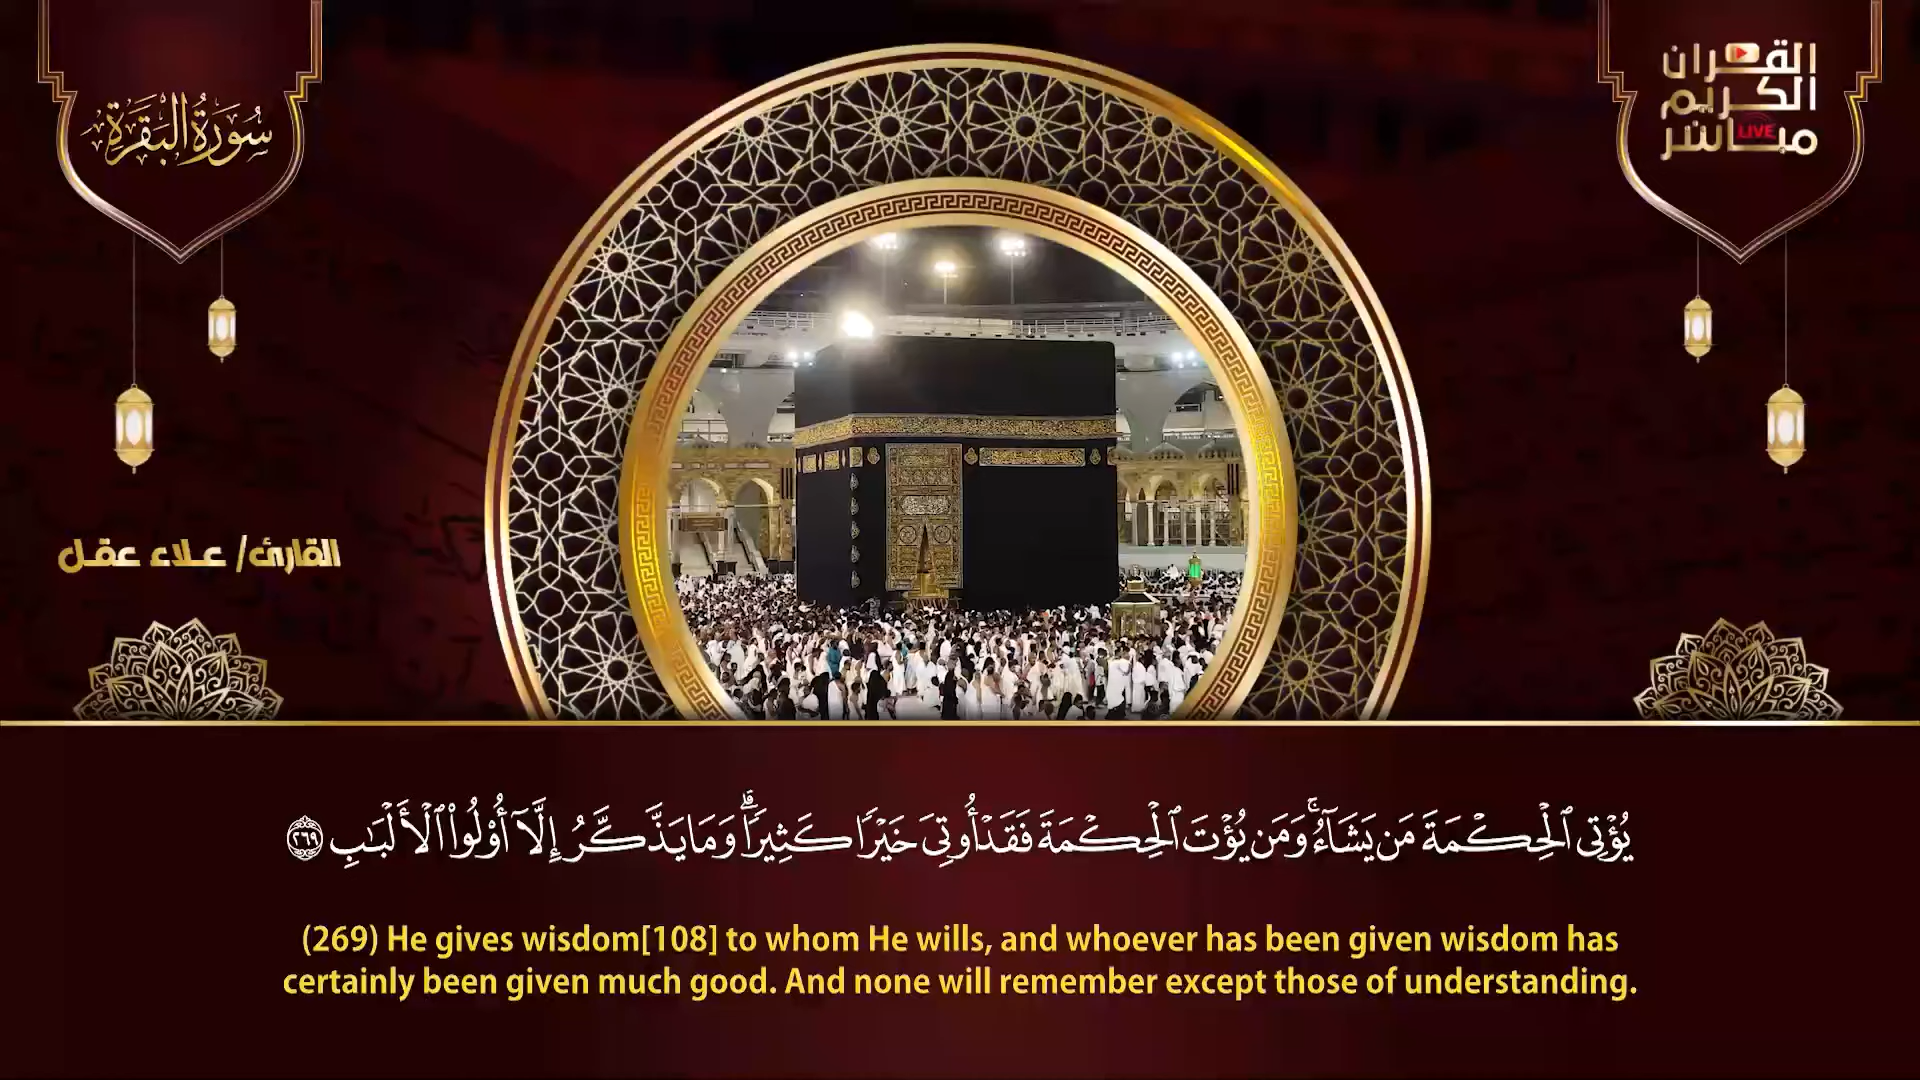 سُورَةُ البَقَرَةِ
القرآن
الكريم
مباشر
LIVE
القارئ/ علاء عقل
يُؤْتِى ٱلْحِكْمَةَ مَن يَشَآءُ ۚ وَمَن يُؤْتَ ٱلْحِكْمَةَ فَقَدْ أُوتِىَ خَيْرًا كَثِيرًا ۗ وَمَا يَذَّكَّرُ إِلَّآ أُو۟لُوا۟ ٱلْأَلْبَٰبِ ٢٦٩
(269) He gives wisdom[108] to whom He wills, and whoever has been given wisdom has
certainly been given much good. And none will remember except those of understanding.